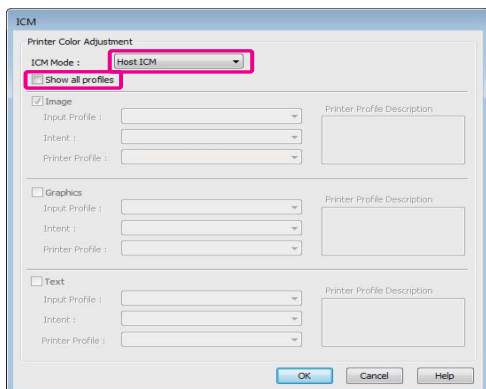 ICM
Printer Color Adjustment
ICM Mode : Host ICM
Show all profiles
Image
Input Profile :
Intent :
Printer Profile :
Printer Profile Description
Graphics
Input Profile :
Intent :
Printer Profile :
Printer Profile Description
Text
Input Profile :
Intent :
Printer Profile :
Printer Profile Description
OK Cancel Help